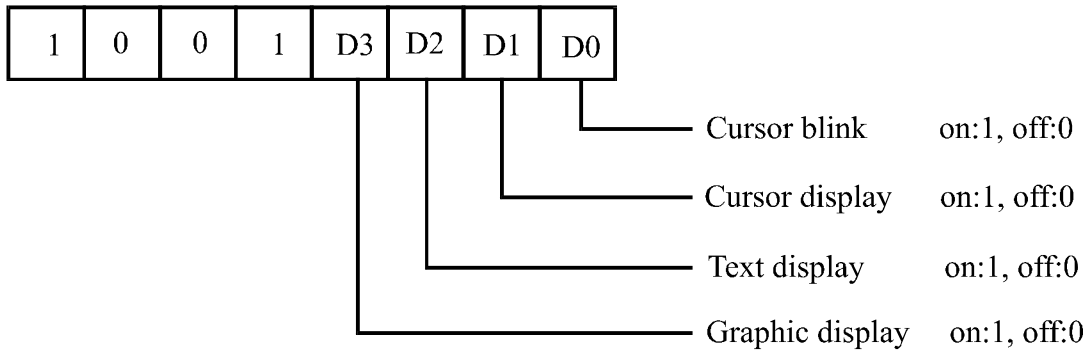 1 0 0 1 D3 D2 D1 D0
Cursor blink on:1, off:0
Cursor display on:1, off:0
Text display on:1, off:0
Graphic display on:1, off:0